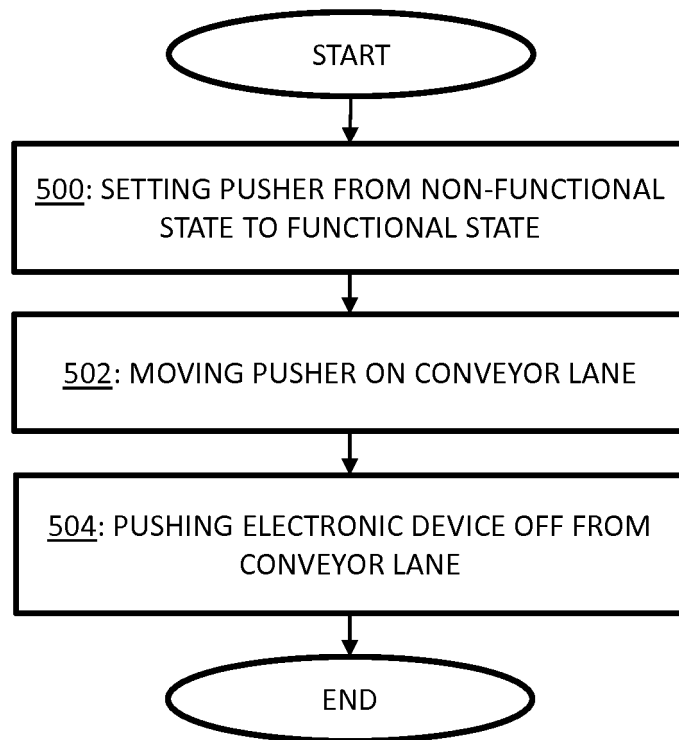 START
500: SETTING PUSHER FROM NON-FUNCTIONAL
STATE TO FUNCTIONAL STATE
502: MOVING PUSHER ON CONVEYOR LANE
504: PUSHING ELECTRONIC DEVICE OFF FROM
CONVEYOR LANE
END